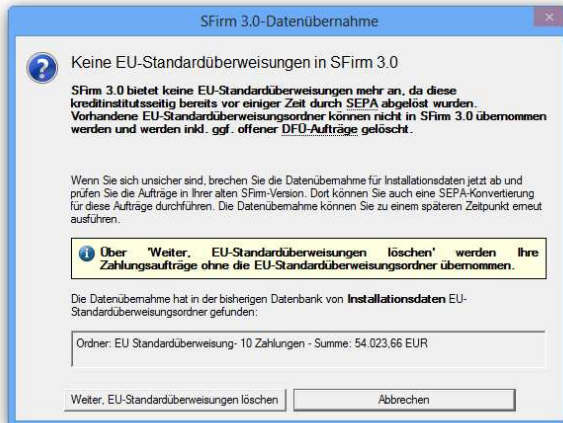 SFirm 3.0-Datenübernahme
Keine EU-Standardüberweisungen in SFirm 3.0
SFirm 3.0 bietet keine EU-Standardüberweisungen mehr an, da diese
kreditinstitutsseitig bereits vor einiger Zeit durch SEPA abgelöst wurden.
Vorhandene EU-Standardüberweisungsordner können nicht in SFirm 3.0 übernommen
werden und werden inkl. ggf. offener DFÜ-Aufträge gelöscht.
Wenn Sie sich unsicher sind, brechen Sie die Datenübernahme für Installationsdaten jetzt ab und
prüfen Sie die Aufträge in Ihrer alten SFirm-Version. Dort können Sie auch eine SEPA-Konvertierung
für diese Aufträge durchführen. Die Datenübernahme können Sie zu einem späteren Zeitpunkt erneut
ausführen.
Über 'Weiter, EU-Standardüberweisungen löschen' werden Ihre
Zahlungsaufträge ohne die EU-Standardüberweisungsordner übernommen.
Die Datenübernahme hat in der bisherigen Datenbank von Installationsdaten EU-
Standardüberweisungsordner gefunden:
Ordner: EU Standardüberweisung- 10 Zahlungen - Summe: 54.023,66 EUR
Weiter, EU-Standardüberweisungen löschen
Abbrechen